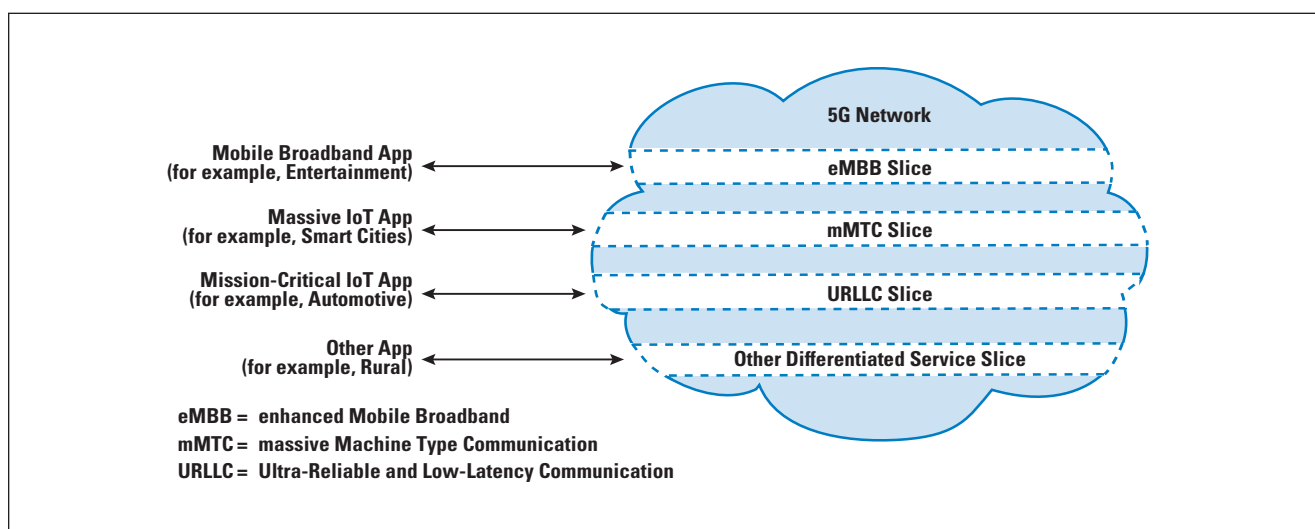 5G Network
Mobile Broadband App
(for example, Entertainment)
eMBB Slice
Massive IoT App
(for example, Smart Cities)
mMTC Slice
Mission-Critical IoT App
(for example, Automotive)
URLLC Slice
Other App
(for example, Rural)
Other Differentiated Service Slice
eMBB = enhanced Mobile Broadband
mMTC = massive Machine Type Communication
URLLC = Ultra-Reliable and Low-Latency Communication